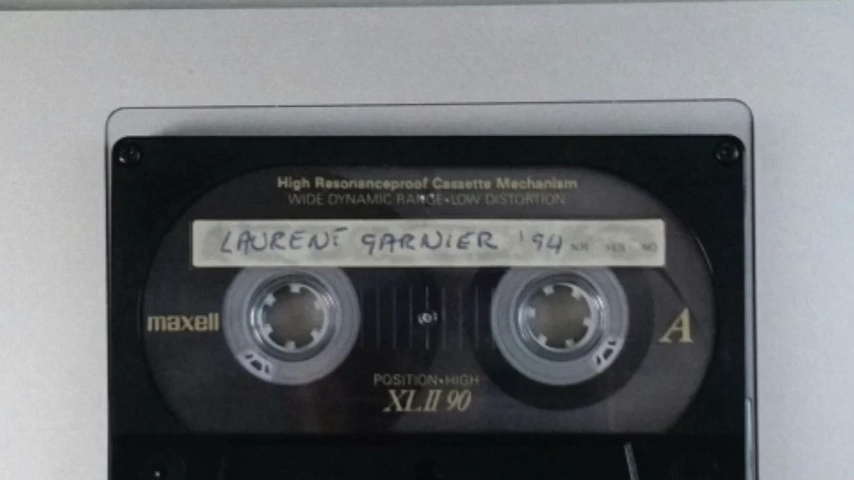 High Resonanceproof Cassette Mechanism
WIDE DYNAMIC RANGE•LOW DISTORTION
LAURENT GARNIER '94 NR YES NO
maxell A
POSITION•HIGH
XLII 90